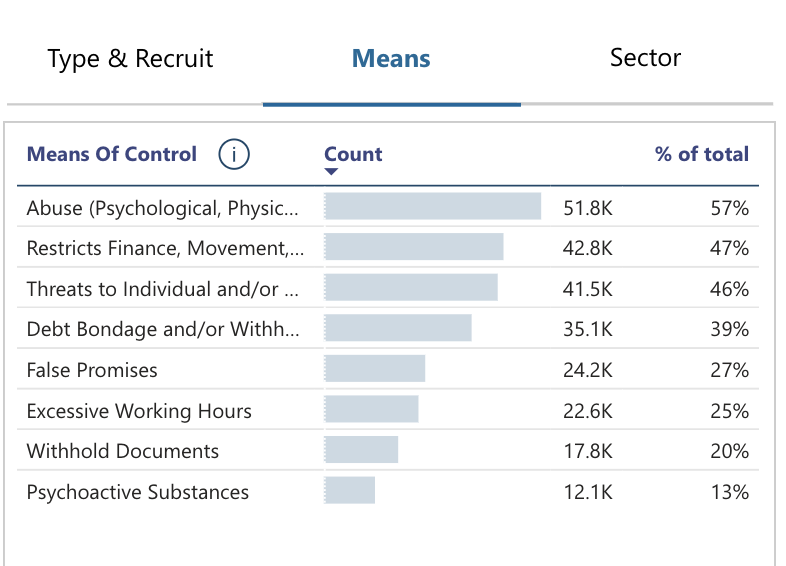 Type & Recruit Means Sector
Means Of Control i Count % of total
Abuse (Psychological, Physic... 51.8K 57%
Restricts Finance, Movement,... 42.8K 47%
Threats to Individual and/or ... 41.5K 46%
Debt Bondage and/or Withh... 35.1K 39%
False Promises 24.2K 27%
Excessive Working Hours 22.6K 25%
Withhold Documents 17.8K 20%
Psychoactive Substances 12.1K 13%